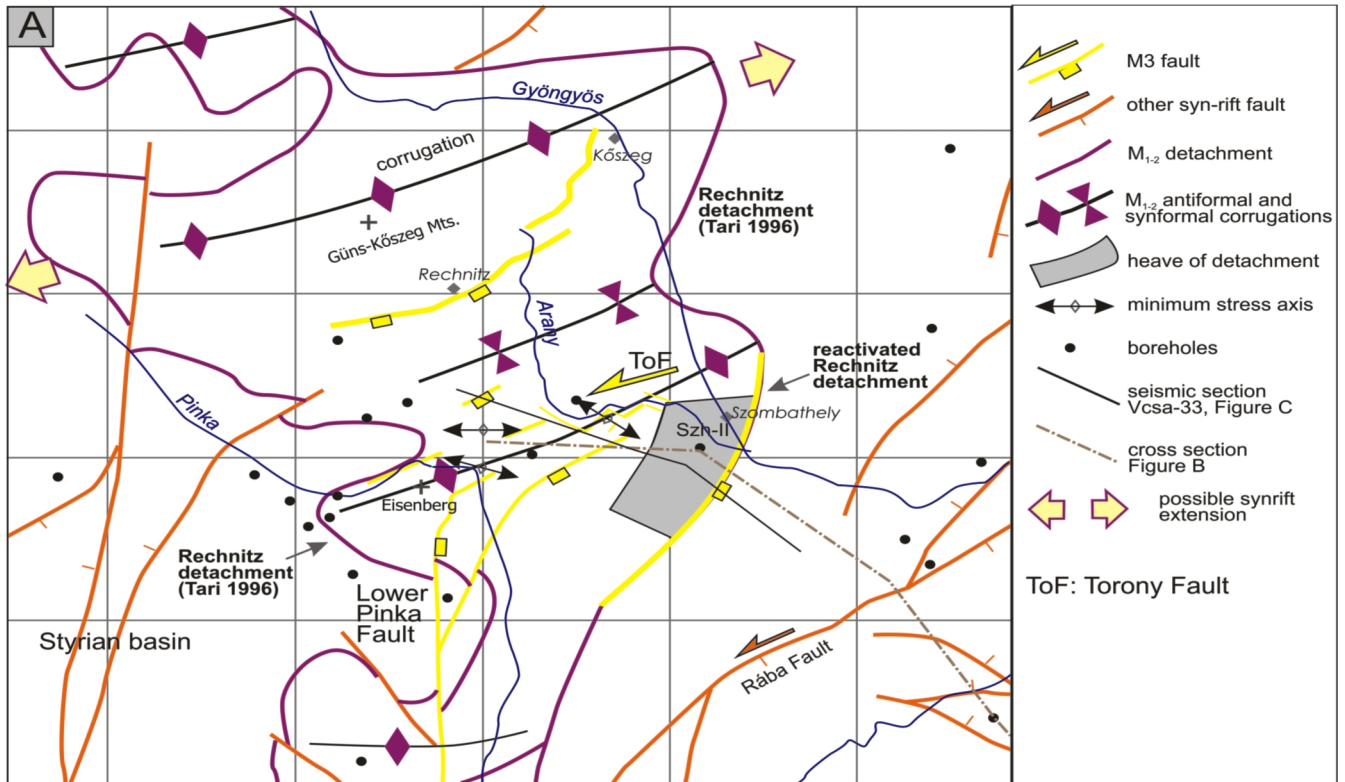 A
Gyöngyös
Kőszeg
corrugation
Güns-Kőszeg Mts.
Rechnitz
detachment
(Tari 1996)
Rechnitz
Arany
ToF
reactivated
Rechnitz
detachment
Pinka
Szombathely
Szh-II
Eisenberg
Rechnitz
detachment
(Tari 1996)
Lower
Pinka
Fault
Styrian basin
Rába Fault
M3 fault
other syn-rift fault
M1-2 detachment
M1-2 antiformal and
synformal corrugations
heave of detachment
minimum stress axis
boreholes
seismic section
Vcsa-33, Figure C
cross section
Figure B
possible synrift
extension
ToF: Torony Fault